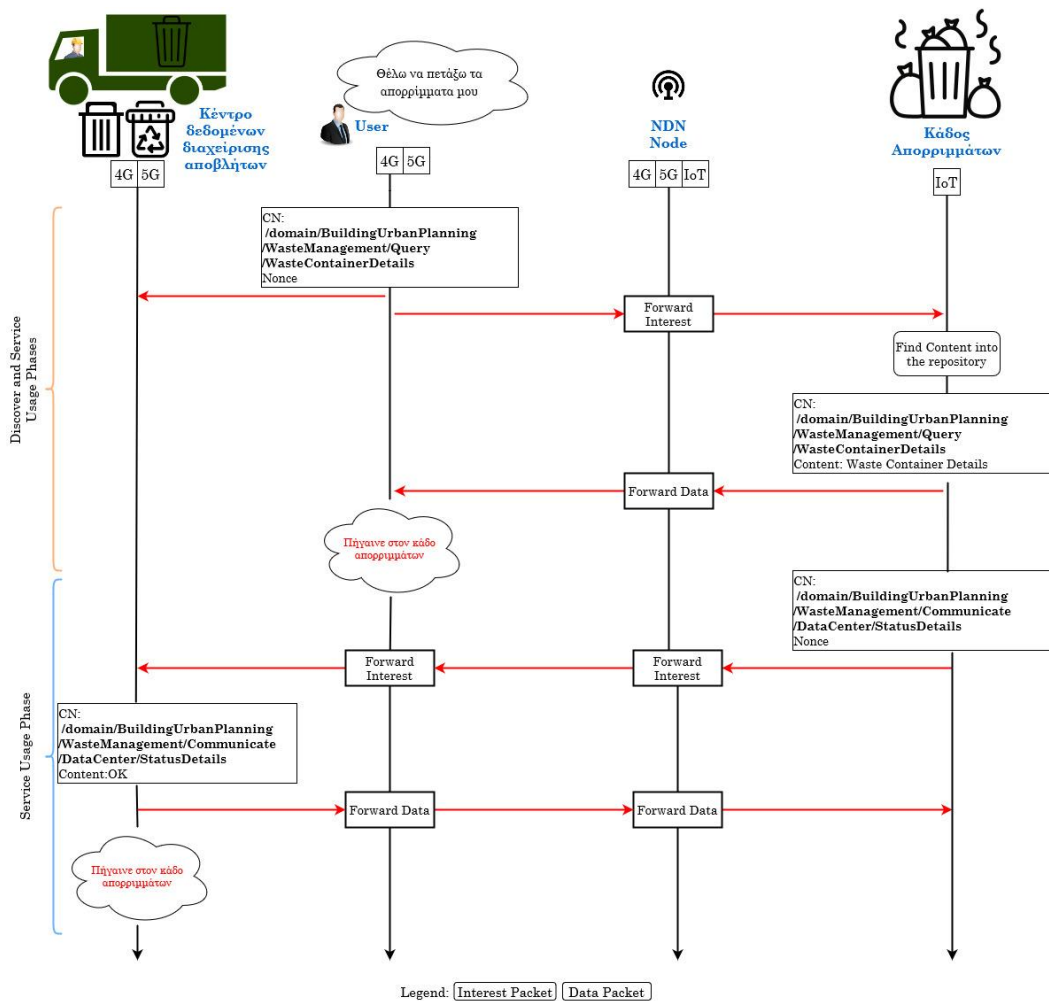 Θέλω να πετάξω τα
απορρίμματα μου
Κέντρο
δεδομένων
διαχείρισης
αποβλήτων
User
NDN
Node
Κάδος
Απορριμμάτων
4G 5G
4G 5G
4G 5G IoT
IoT
CN:
/domain/BuildingUrbanPlanning
/WasteManagement/Query
/WasteContainerDetails
Nonce
Forward
Interest
Find Content into
the repository
Discover and Service
Usage Phases
CN:
/domain/BuildingUrbanPlanning
/WasteManagement/Query
/WasteContainerDetails
Content: Waste Container Details
Forward Data
Πήγαινε στον κάδο
απορριμμάτων
CN:
/domain/BuildingUrbanPlanning
/WasteManagement/Communicate
/DataCenter/StatusDetails
Nonce
Forward
Interest
Forward
Interest
Service Usage Phase
CN:
/domain/BuildingUrbanPlanning
/WasteManagement/Communicate
/DataCenter/StatusDetails
Content:OK
Forward Data
Forward Data
Πήγαινε στον κάδο
απορριμμάτων
Legend: Interest Packet Data Packet